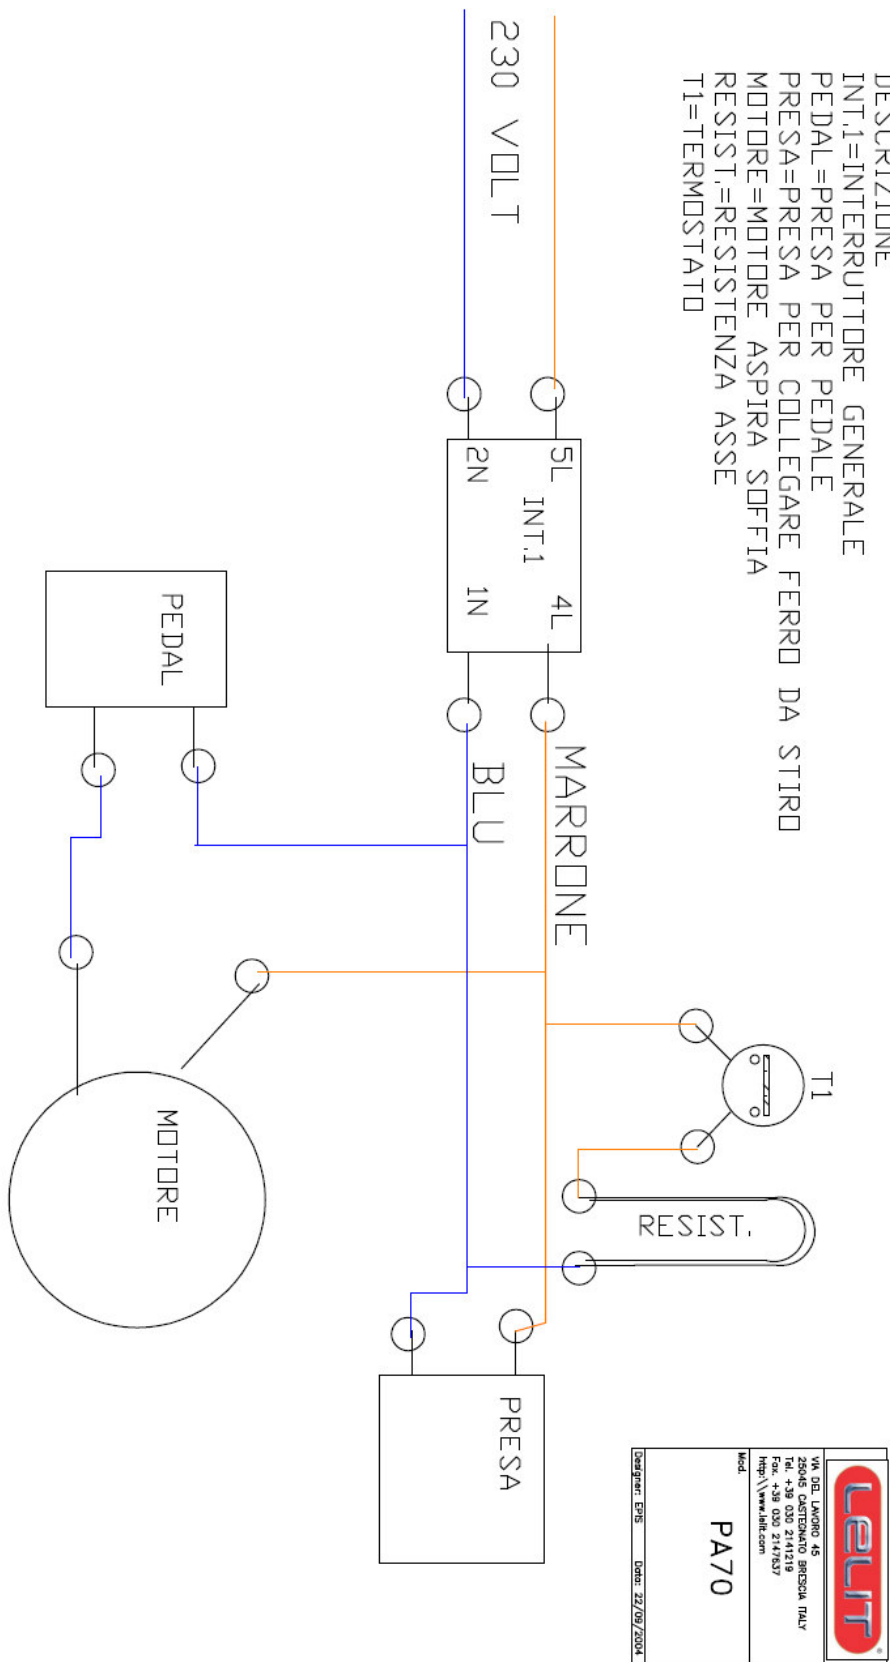 DESCRIZIONE
INT.1=INTERRUTTORE GENERALE
PEDAL=PRESA PER PEDALE
PRESA=PRESA PER COLLEGARE FERRO DA STIRO
MOTORE=MOTORE ASPIRA SOFFIA
RESIST.=RESISTENZA ASSE
T1=TERMOSTATO
230 VOLT
5L
4L
INT.1
2N
1N
MARRONE
BLU
PEDAL
MOTORE
T1
RESIST.
PRESA
LELIT
VIA DEL LAVORO 45
25045 CASTEGNATO BRESCIA ITALY
Tel. +39 030 2141219
Fax. +39 030 2147637
http:\\www.lelit.com
Mod.
PA70
Designer: EPIS Data: 22/09/2004